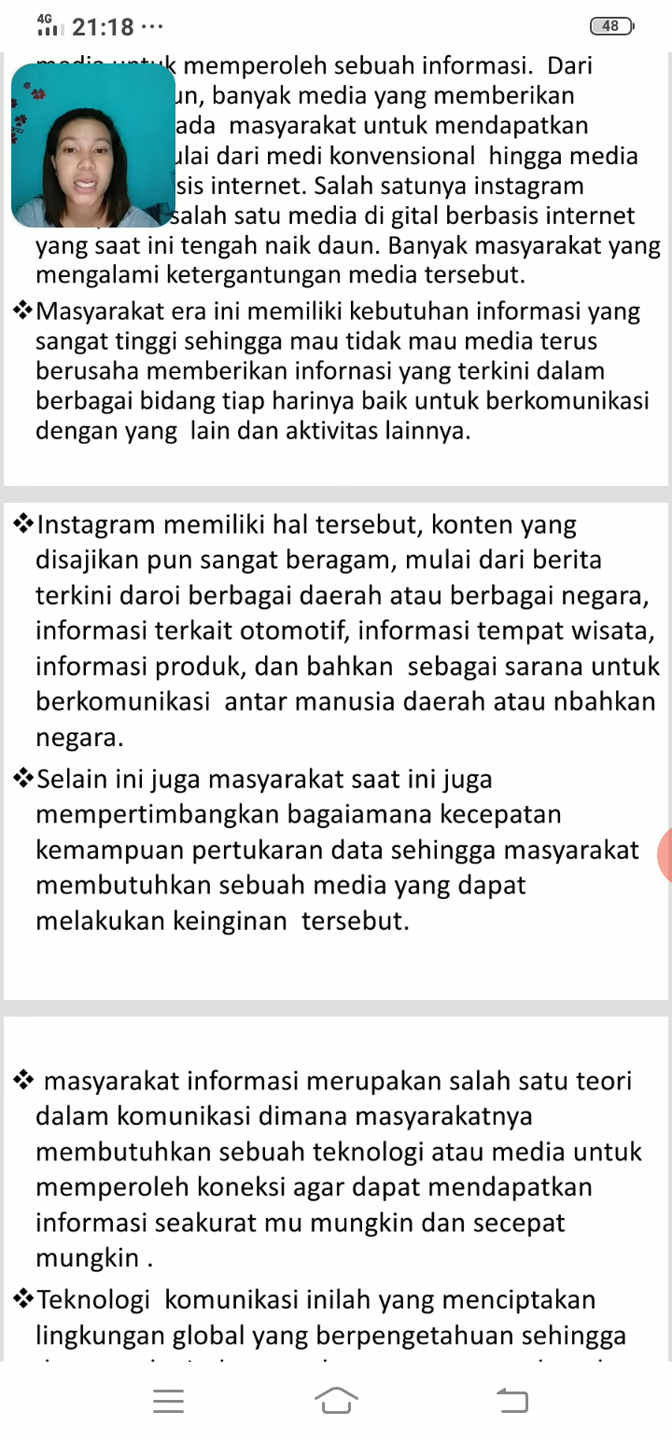 4G 21:18 ... 48
memperoleh sebuah informasi. Dari
banyak media yang memberikan
masyarakat untuk mendapatkan
dari medi konvensional hingga media
internet. Salah satunya instagram
salah satu media di gital berbasis internet
yang saat ini tengah naik daun. Banyak masyarakat yang
mengalami ketergantungan media tersebut.
❖Masyarakat era ini memiliki kebutuhan informasi yang
sangat tinggi sehingga mau tidak mau media terus
berusaha memberikan infornasi yang terkini dalam
berbagai bidang tiap harinya baik untuk berkomunikasi
dengan yang lain dan aktivitas lainnya.
❖Instagram memiliki hal tersebut, konten yang
disajikan pun sangat beragam, mulai dari berita
terkini daroi berbagai daerah atau berbagai negara,
informasi terkait otomotif, informasi tempat wisata,
informasi produk, dan bahkan sebagai sarana untuk
berkomunikasi antar manusia daerah atau nbahkan
negara.
❖Selain ini juga masyarakat saat ini juga
mempertimbangkan bagaiamana kecepatan
kemampuan pertukaran data sehingga masyarakat
membutuhkan sebuah media yang dapat
melakukan keinginan tersebut.
❖ masyarakat informasi merupakan salah satu teori
dalam komunikasi dimana masyarakatnya
membutuhkan sebuah teknologi atau media untuk
memperoleh koneksi agar dapat mendapatkan
informasi seakurat mu mungkin dan secepat
mungkin .
❖Teknologi komunikasi inilah yang menciptakan
lingkungan global yang berpengetahuan sehingga